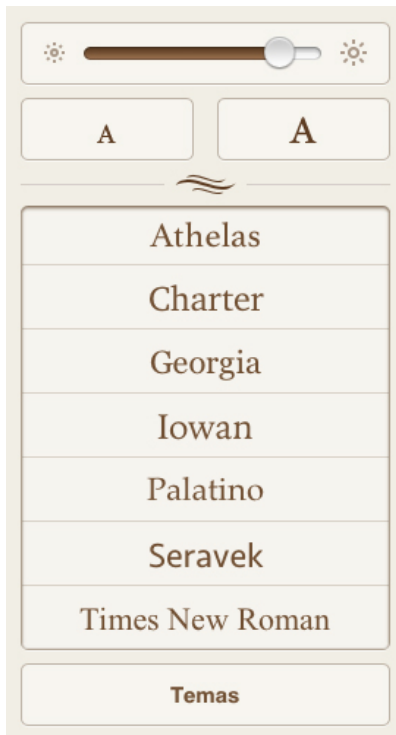 A A
Athelas
Charter
Georgia
Iowan
Palatino
Seravek
Times New Roman
Temas